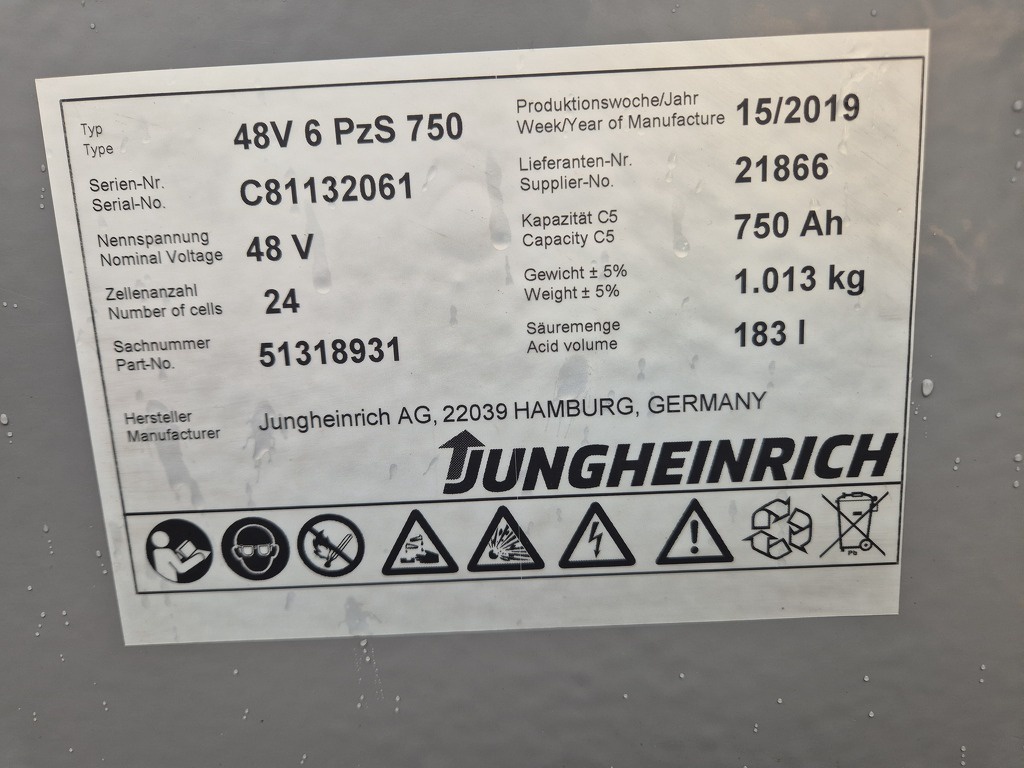 Typ
Type
48V 6 PzS 750
Produktionswoche/Jahr
Week/Year of Manufacture
15/2019
Serien-Nr.
Serial-No.
C81132061
Lieferanten-Nr.
Supplier-No.
21866
Nennspannung
Nominal Voltage
48 V
Kapazität C5
Capacity C5
750 Ah
Zellenanzahl
Number of cells
24
Gewicht ± 5%
Weight ± 5%
1.013 kg
Sachnummer
Part-No.
51318931
Säuremenge
Acid volume
183 l
Hersteller
Manufacturer
Jungheinrich AG, 22039 HAMBURG, GERMANY
JUNGHEINRICH
Pb